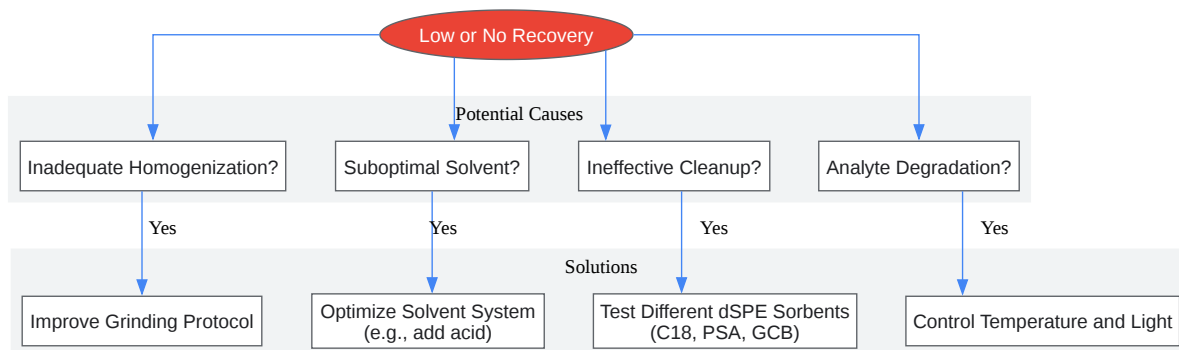 Low or No Recovery
Potential Causes
Inadequate Homogenization?
Suboptimal Solvent?
Ineffective Cleanup?
Analyte Degradation?
Yes
Yes
Yes
Yes
Solutions
Improve Grinding Protocol
Optimize Solvent System
(e.g., add acid)
Test Different dSPE Sorbents
(C18, PSA, GCB)
Control Temperature and Light